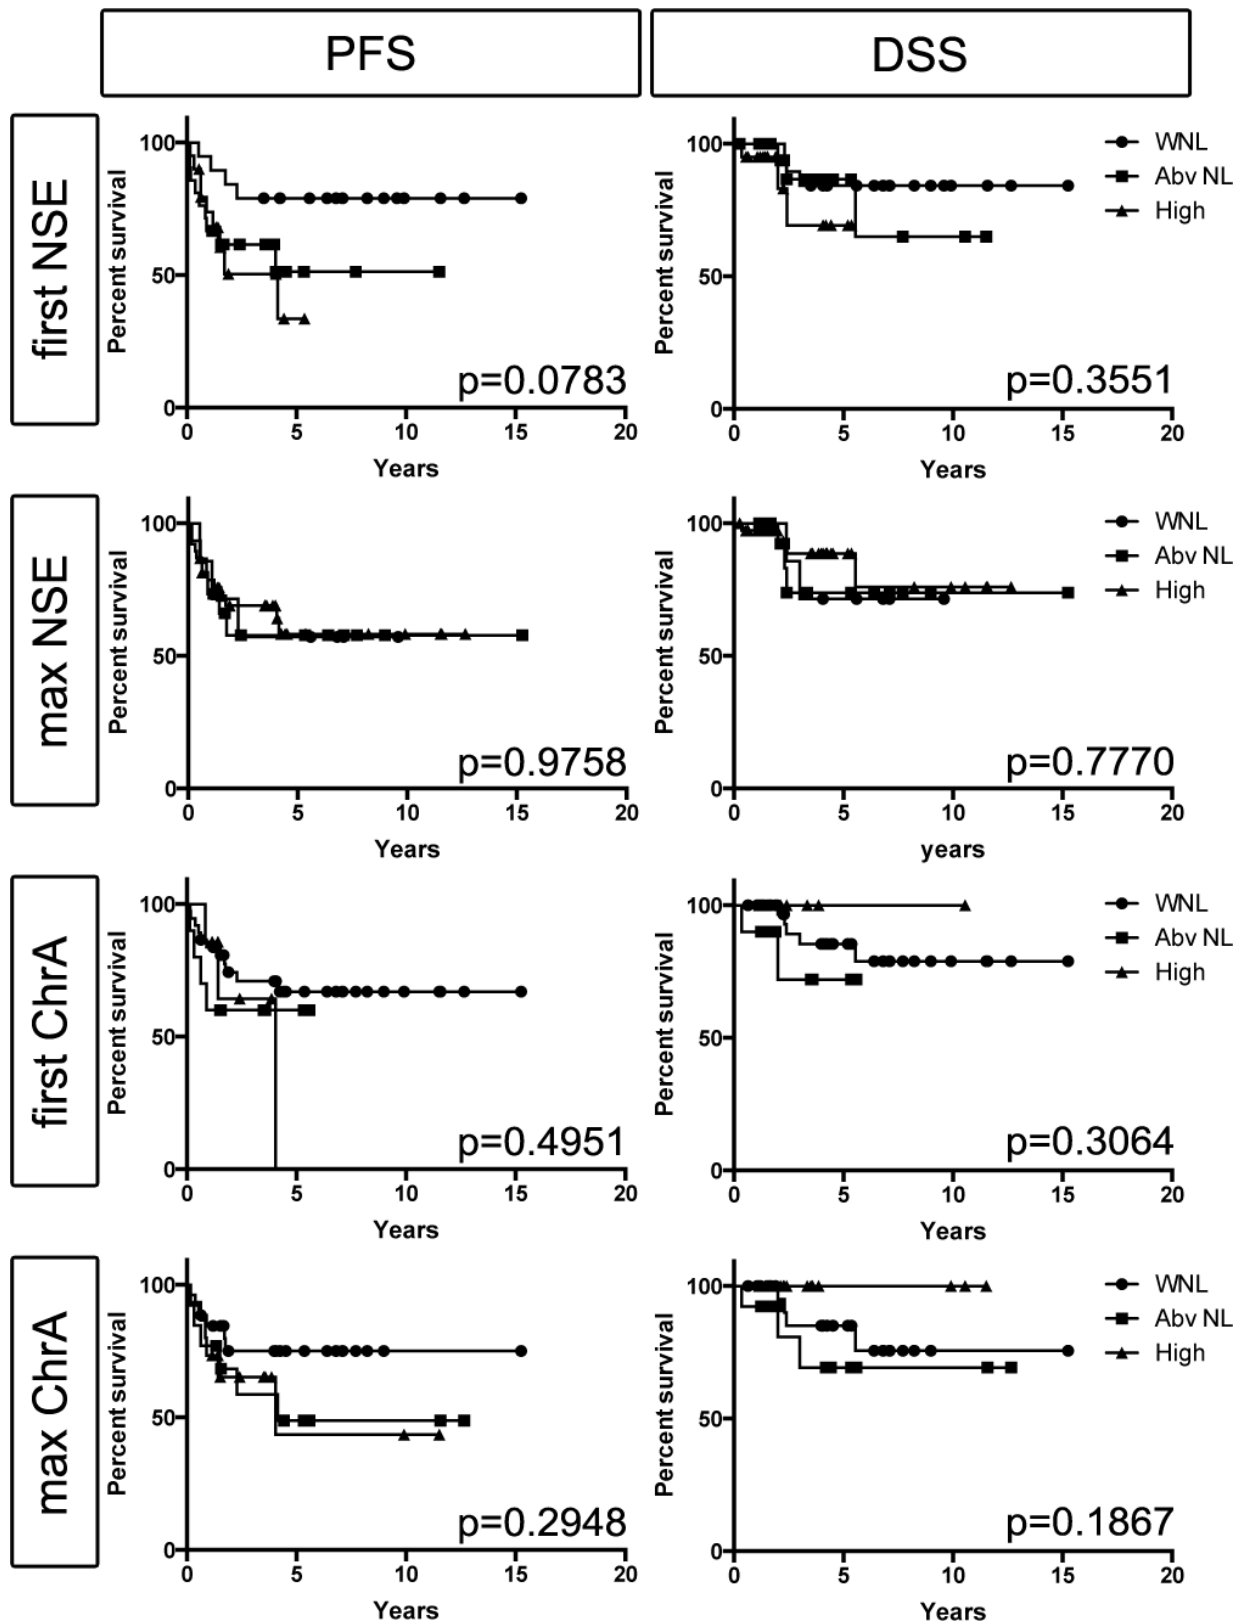 PFS
DSS
first NSE
Percent survival
100
50
0
0 5 10 15 20
Years
p=0.0783
Percent survival
100
50
0
0 5 10 15 20
Years
p=0.3551
WNL
Abv NL
High
max NSE
Percent survival
100
50
0
0 5 10 15 20
Years
p=0.9758
Percent survival
100
50
0
0 5 10 15 20
years
p=0.7770
WNL
Abv NL
High
first ChrA
Percent survival
100
50
0
0 5 10 15 20
Years
p=0.4951
Percent survival
100
50
0
0 5 10 15 20
Years
p=0.3064
WNL
Abv NL
High
max ChrA
Percent survival
100
50
0
0 5 10 15 20
Years
p=0.2948
Percent survival
100
50
0
0 5 10 15 20
Years
p=0.1867
WNL
Abv NL
High